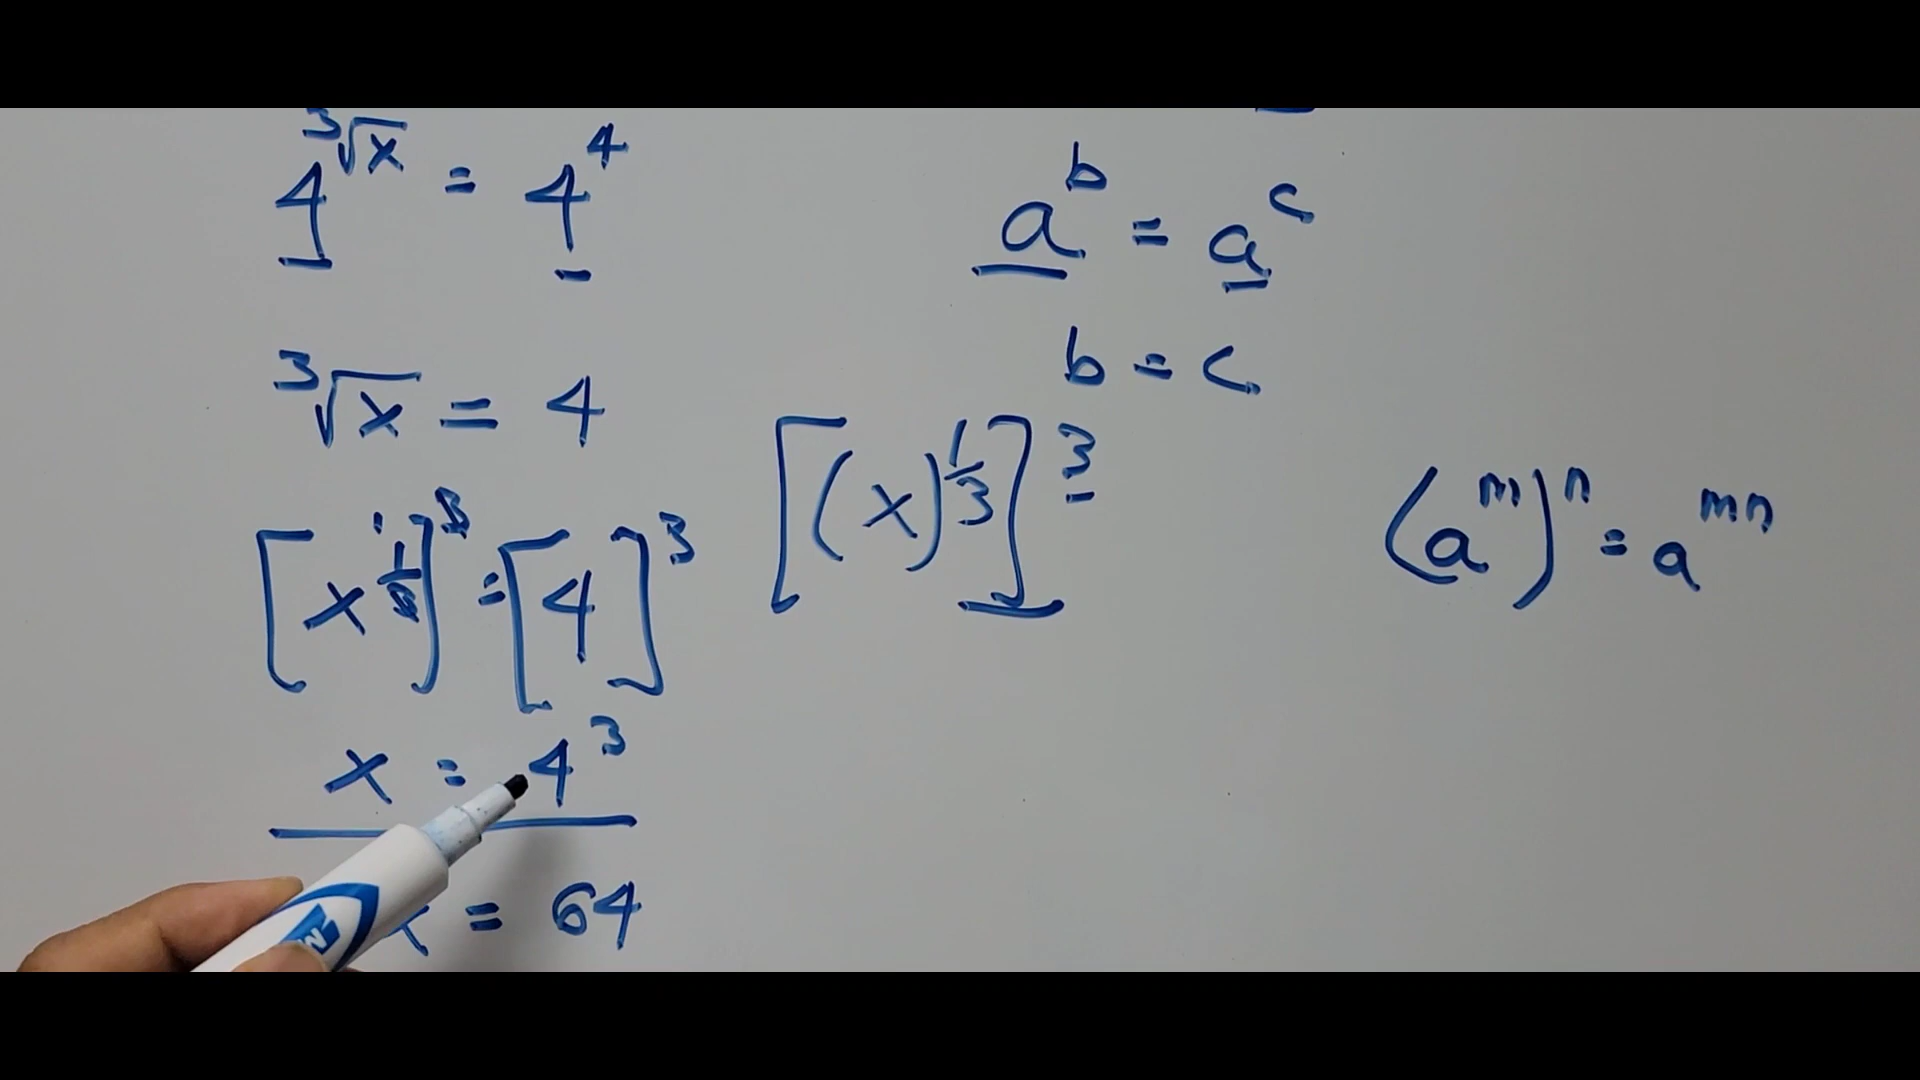 4^∛x = 4^4
a^b = a^c
∛x = 4
b = c
[(x)^1/3]^3
(a^m)^n = a^mn
[x^1/3]^3 = [4]^3
x = 4^3
x = 64